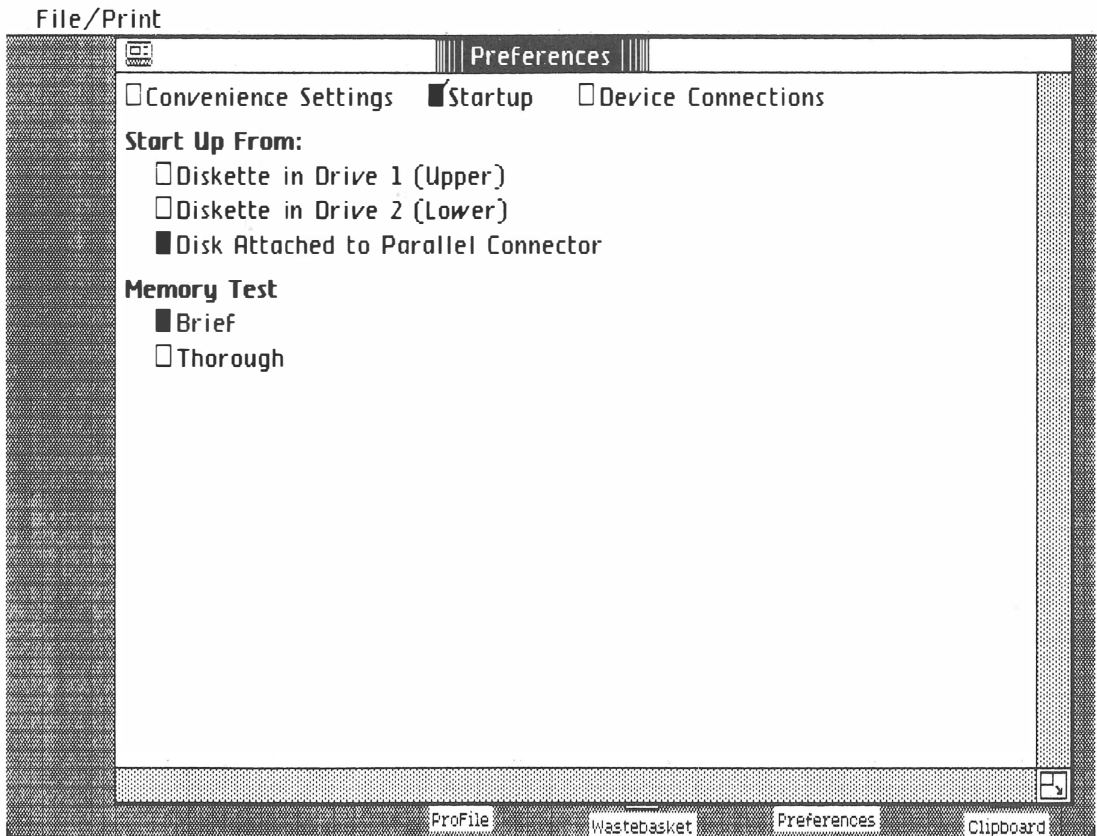 File/Print
Preferences
Convenience Settings Startup Device Connections
Start Up From:
Diskette in Drive 1 (Upper)
Diskette in Drive 2 (Lower)
Disk Attached to Parallel Connector
Memory Test
Brief
Thorough
ProFile Wastebasket Preferences Clipboard